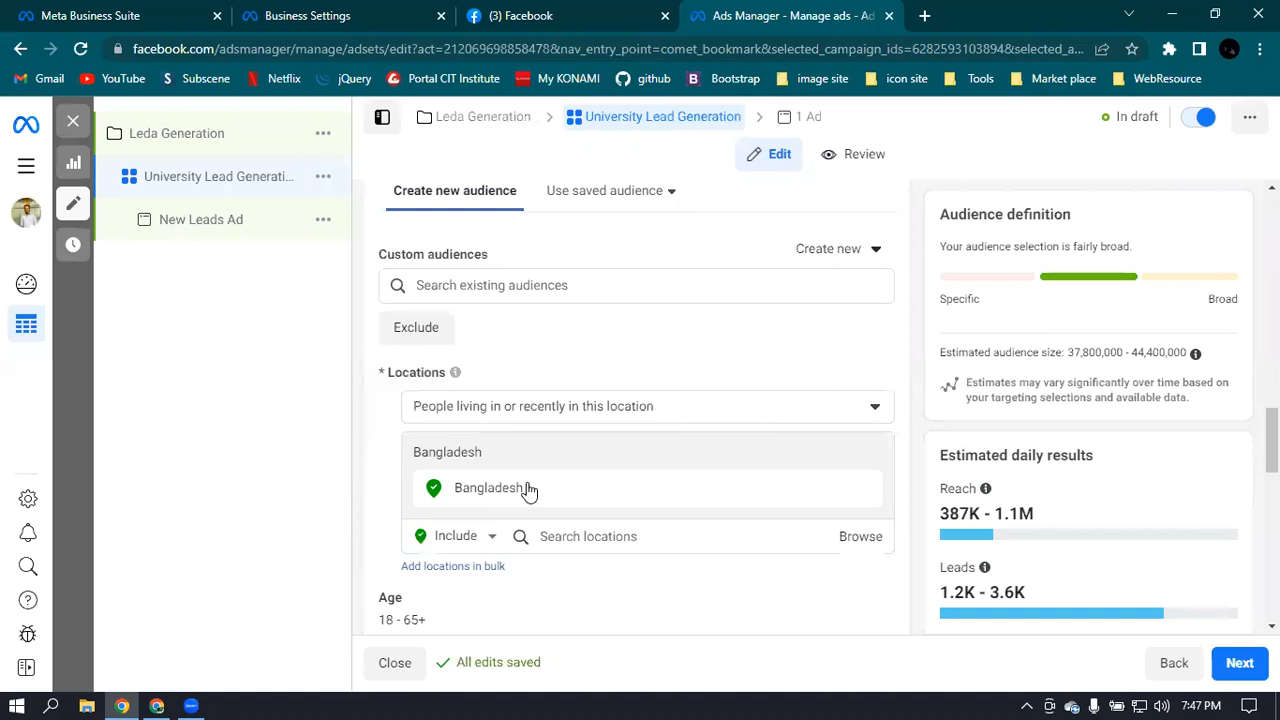 Meta Business Suite
Business Settings
(3) Facebook
Ads Manager - Manage ads - Ad
facebook.com/adsmanager/manage/adsets/edit?act=212069698858478&nav_entry_point=comet_bookmark&selected_campaign_ids=6282593103894&selected_a...
Gmail
YouTube
Subscene
Netflix
jQuery
Portal CIT Institute
My KONAMI
github
Bootstrap
image site
icon site
Tools
Market place
WebResource
Leda Generation
University Lead Generati...
New Leads Ad
Leda Generation > University Lead Generation > 1 Ad
In draft
Edit
Review
Create new audience
Use saved audience
Custom audiences
Create new
Search existing audiences
Exclude
* Locations
People living in or recently in this location
Bangladesh
Bangladesh
Include
Search locations
Browse
Add locations in bulk
Age
18 - 65+
Audience definition
Your audience selection is fairly broad.
Specific
Broad
Estimated audience size: 37,800,000 - 44,400,000
Estimates may vary significantly over time based on
your targeting selections and available data.
Estimated daily results
Reach
387K - 1.1M
Leads
1.2K - 3.6K
Close
All edits saved
Back
Next
7:47 PM